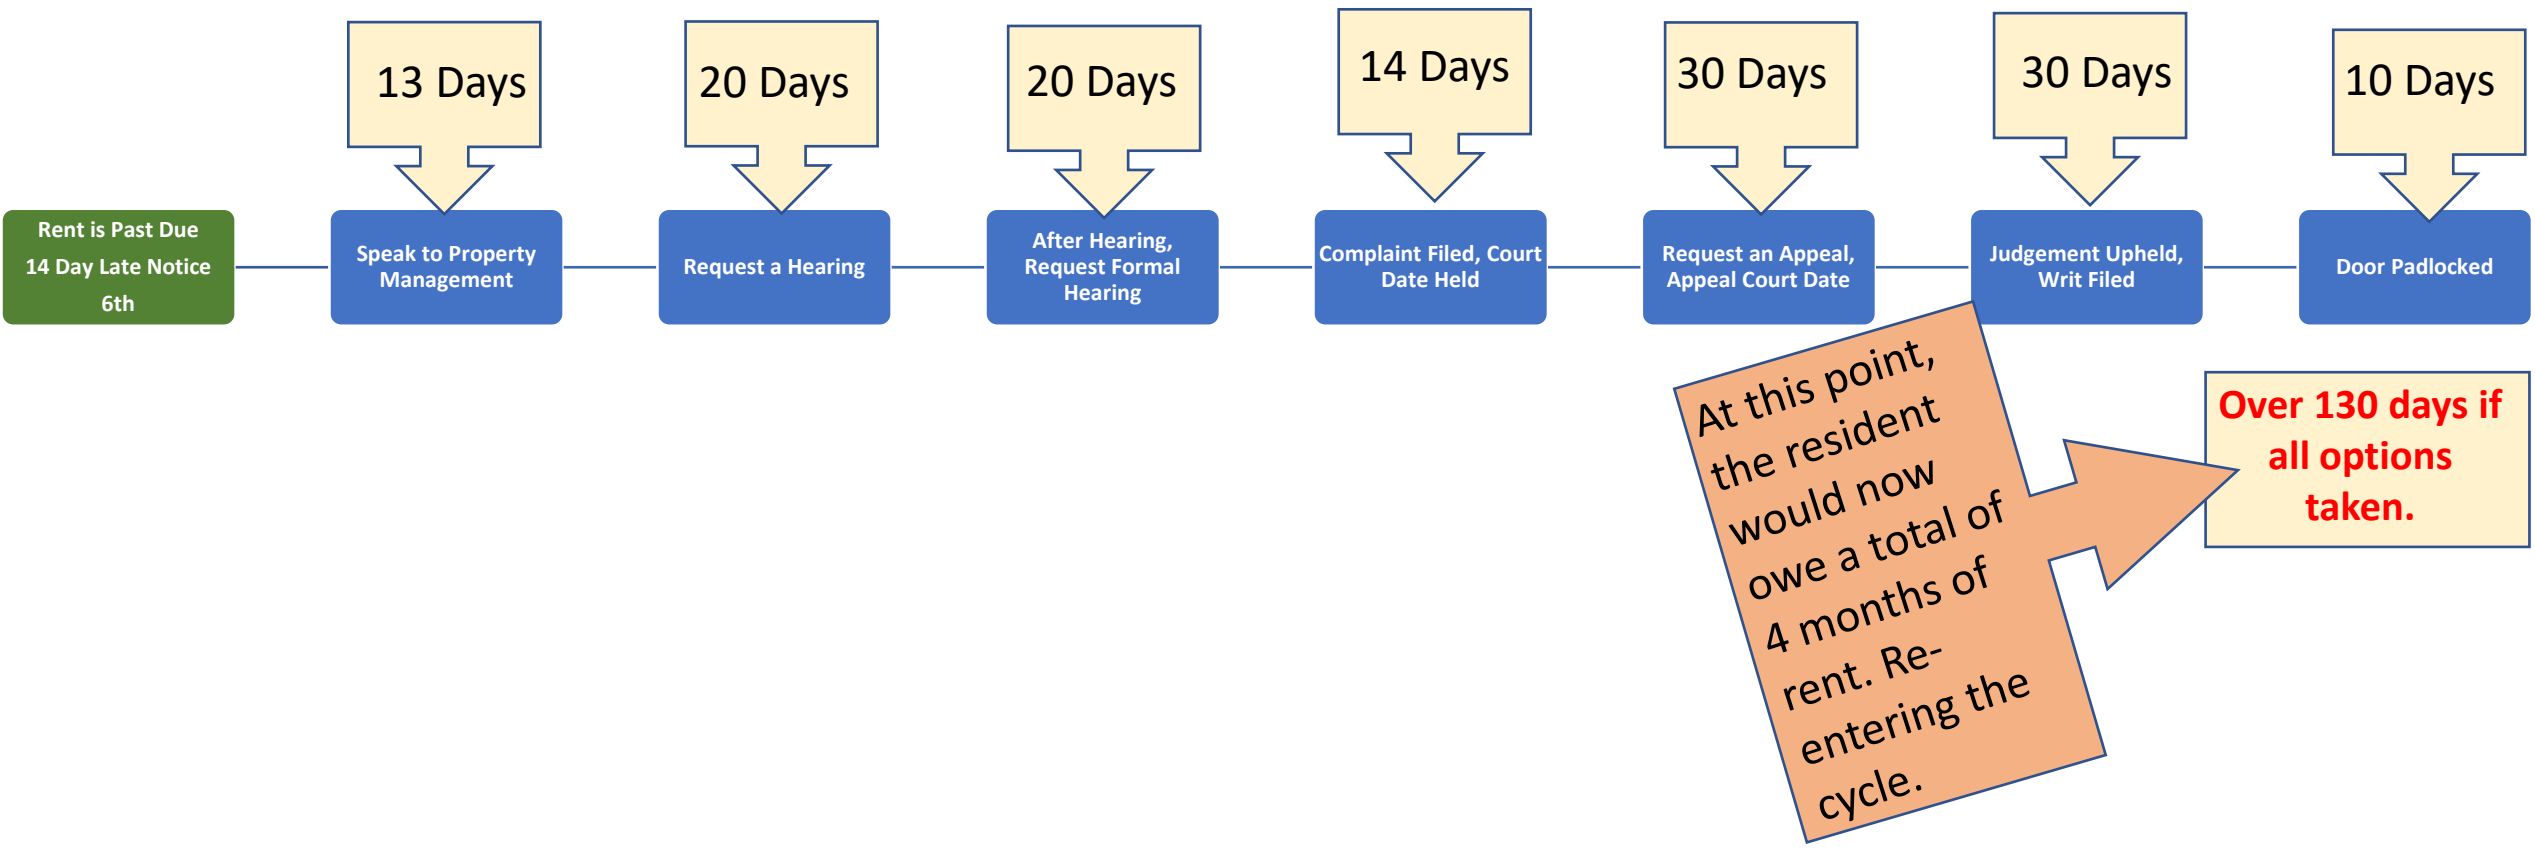 13 Days
20 Days
20 Days
14 Days
30 Days
30 Days
10 Days
Rent is Past Due
14 Day Late Notice
6th
Speak to Property
Management
Request a Hearing
After Hearing,
Request Formal
Hearing
Complaint Filed, Court
Date Held
Request an Appeal,
Appeal Court Date
Judgement Upheld,
Writ Filed
Door Padlocked
At this point,
the resident
would now
owe a total of
4 months of
rent. Re-
entering the
cycle.
Over 130 days if
all options
taken.